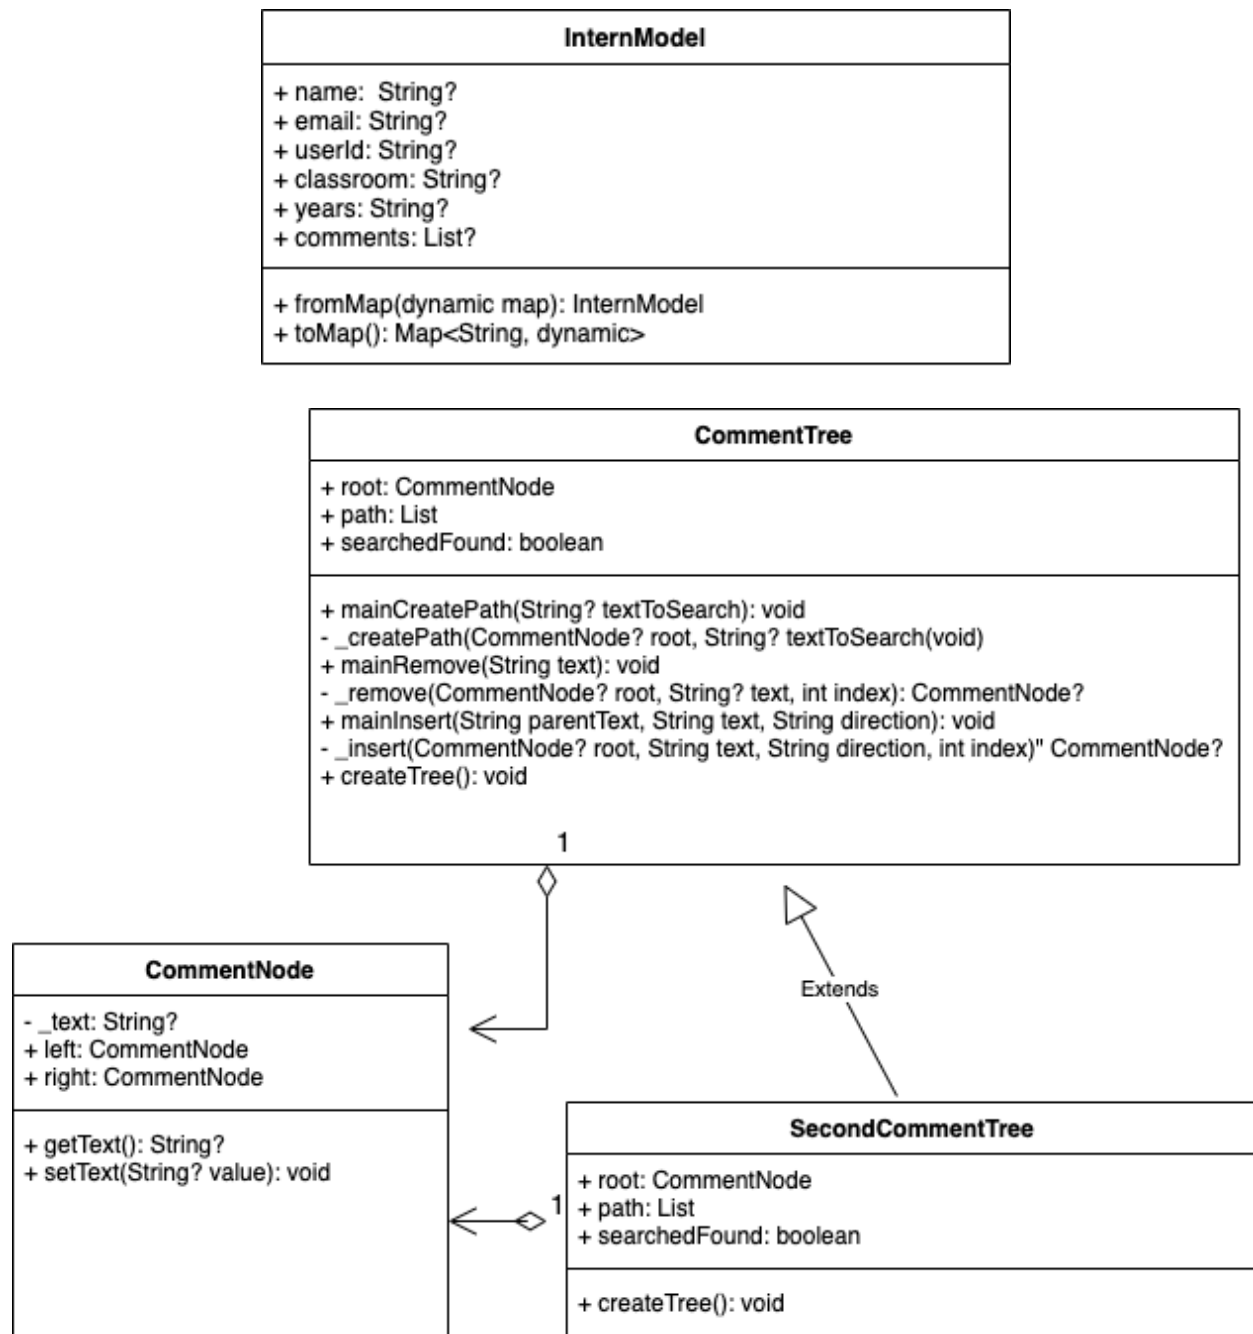 InternModel
+ name:  String?
+ email: String?
+ userId: String?
+ classroom: String?
+ years: String?
+ comments: List?
+ fromMap(dynamic map): InternModel
+ toMap(): Map<String, dynamic>
CommentTree
+ root: CommentNode
+ path: List
+ searchedFound: boolean
+ mainCreatePath(String? textToSearch): void
- _createPath(CommentNode? root, String? textToSearch(void)
+ mainRemove(String text): void
- _remove(CommentNode? root, String? text, int index): CommentNode?
+ mainInsert(String parentText, String text, String direction): void
- _insert(CommentNode? root, String text, String direction, int index)" CommentNode?
+ createTree(): void
1
CommentNode
- _text: String?
+ left: CommentNode
+ right: CommentNode
+ getText(): String?
+ setText(String? value): void
Extends
1
SecondCommentTree
+ root: CommentNode
+ path: List
+ searchedFound: boolean
+ createTree(): void